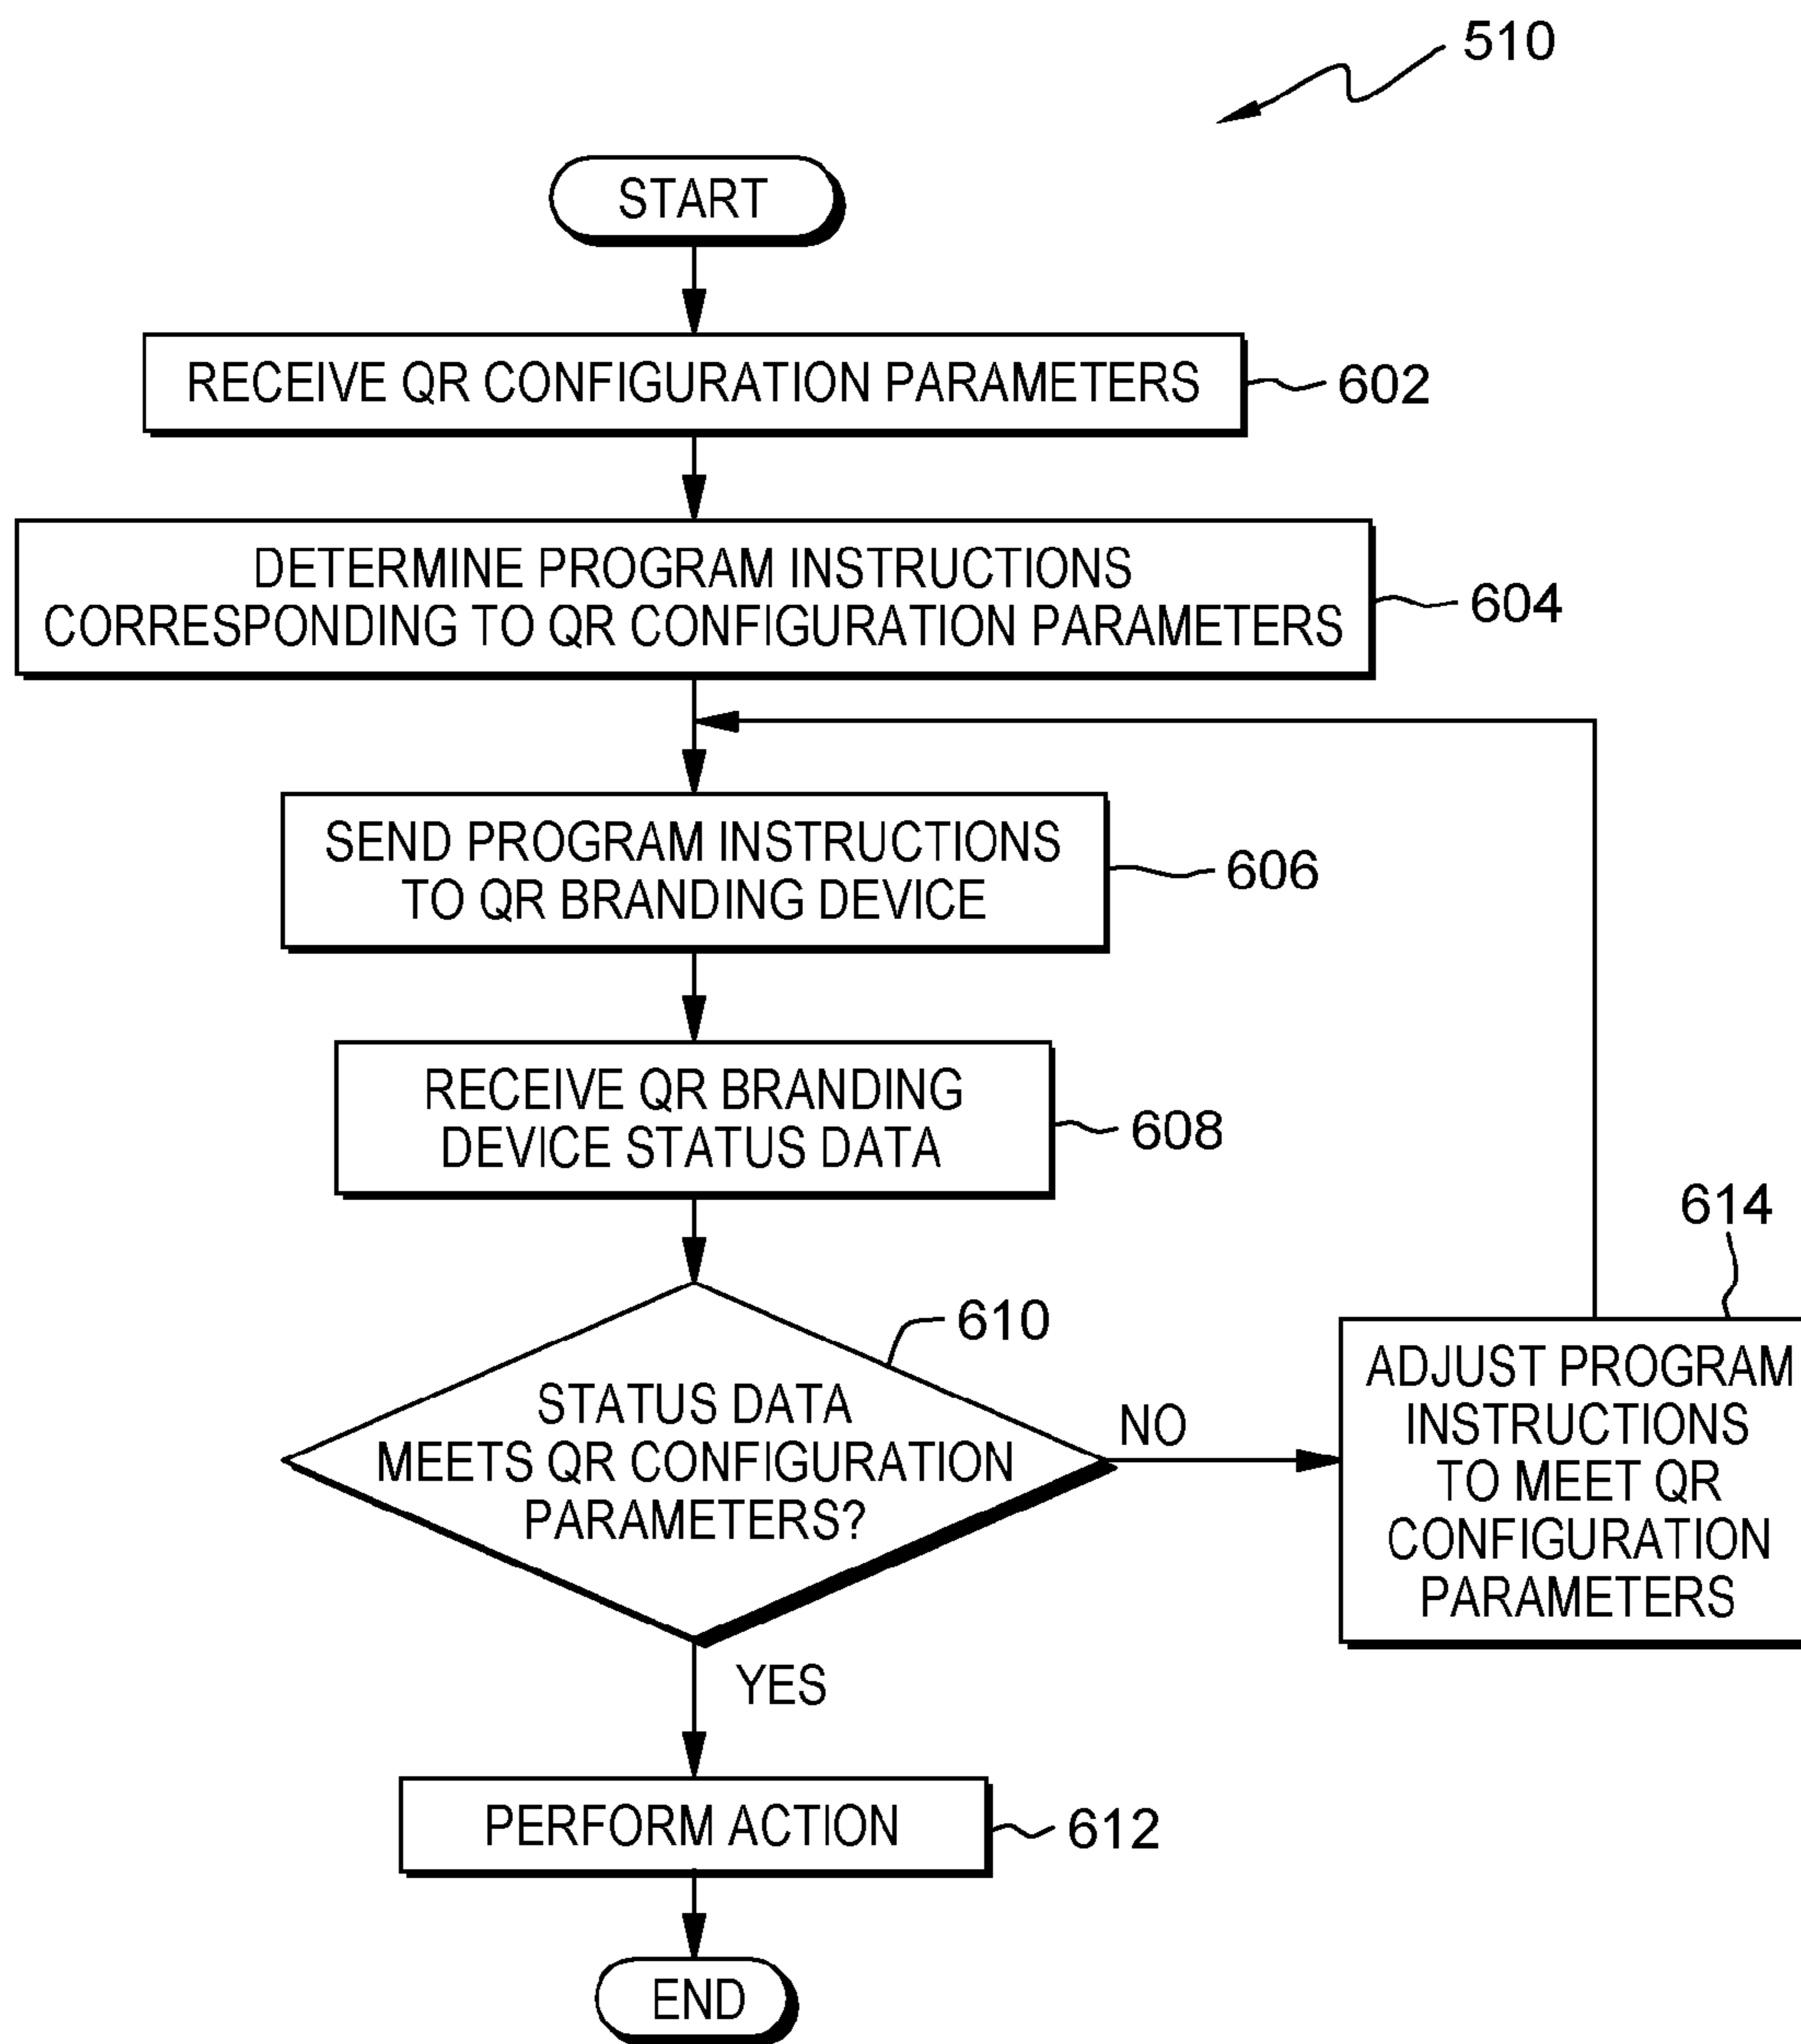 510
START
RECEIVE QR CONFIGURATION PARAMETERS
602
DETERMINE PROGRAM INSTRUCTIONS
CORRESPONDING TO QR CONFIGURATION PARAMETERS
604
SEND PROGRAM INSTRUCTIONS
TO QR BRANDING DEVICE
606
RECEIVE QR BRANDING
DEVICE STATUS DATA
608
610
STATUS DATA
MEETS QR CONFIGURATION
PARAMETERS?
NO
614
ADJUST PROGRAM
INSTRUCTIONS
TO MEET QR
CONFIGURATION
PARAMETERS
YES
PERFORM ACTION
612
END